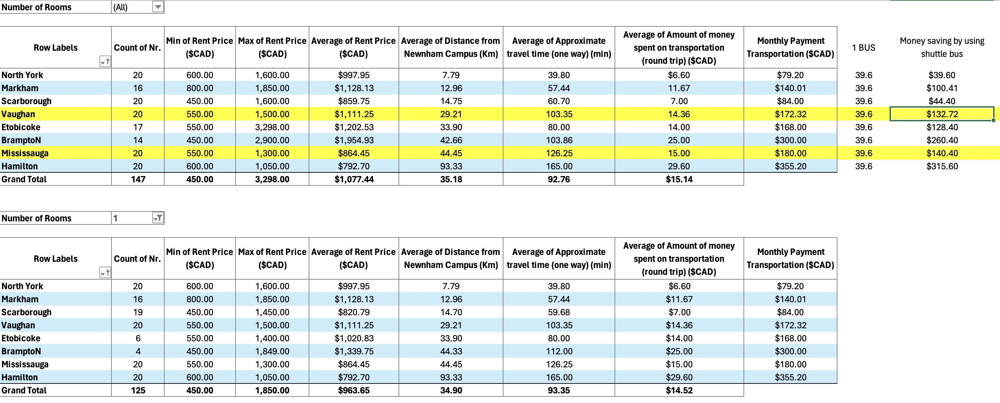 Number of Rooms (All)
Row Labels Count of Nr. Min of Rent Price ($CAD) Max of Rent Price ($CAD) Average of Rent Price ($CAD) Average of Distance from Newnham Campus (Km) Average of Approximate travel time (one way) (min) Average of Amount of money spent on transportation (round trip) ($CAD) Monthly Payment Transportation ($CAD) 1 BUS Money saving by using shuttle bus
North York 20 600.00 1,600.00 $997.95 7.79 39.80 $6.60 $79.20 39.6 $39.60
Markham 16 800.00 1,850.00 $1,128.13 12.96 57.44 11.67 $140.01 39.6 $100.41
Scarborough 20 450.00 1,600.00 $859.75 14.75 60.70 7.00 $84.00 39.6 $44.40
Vaughan 20 550.00 1,500.00 $1,111.25 29.21 103.35 14.36 $172.32 39.6 $132.72
Etobicoke 17 550.00 3,298.00 $1,202.53 33.90 80.00 14.00 $168.00 39.6 $128.40
BramptoN 14 450.00 2,900.00 $1,954.93 42.66 103.86 25.00 $300.00 39.6 $260.40
Mississauga 20 550.00 1,300.00 $864.45 44.45 126.25 15.00 $180.00 39.6 $140.40
Hamilton 20 600.00 1,050.00 $792.70 93.33 165.00 29.60 $355.20 39.6 $315.60
Grand Total 147 450.00 3,298.00 $1,077.44 35.18 92.76 $15.14
Number of Rooms 1
Row Labels Count of Nr. Min of Rent Price ($CAD) Max of Rent Price ($CAD) Average of Rent Price ($CAD) Average of Distance from Newnham Campus (Km) Average of Approximate travel time (one way) (min) Average of Amount of money spent on transportation (round trip) ($CAD) Monthly Payment Transportation ($CAD)
North York 20 600.00 1,600.00 $997.95 7.79 39.80 $6.60 $79.20
Markham 16 800.00 1,850.00 $1,128.13 12.96 57.44 $11.67 $140.01
Scarborough 19 450.00 1,450.00 $820.79 14.70 59.68 $7.00 $84.00
Vaughan 20 550.00 1,500.00 $1,111.25 29.21 103.35 $14.36 $172.32
Etobicoke 6 550.00 1,400.00 $1,020.83 33.90 80.00 $14.00 $168.00
BramptoN 4 450.00 1,849.00 $1,339.75 44.33 112.00 $25.00 $300.00
Mississauga 20 550.00 1,300.00 $864.45 44.45 126.25 $15.00 $180.00
Hamilton 20 600.00 1,050.00 $792.70 93.33 165.00 $29.60 $355.20
Grand Total 125 450.00 1,850.00 $963.65 34.90 93.35 $14.52